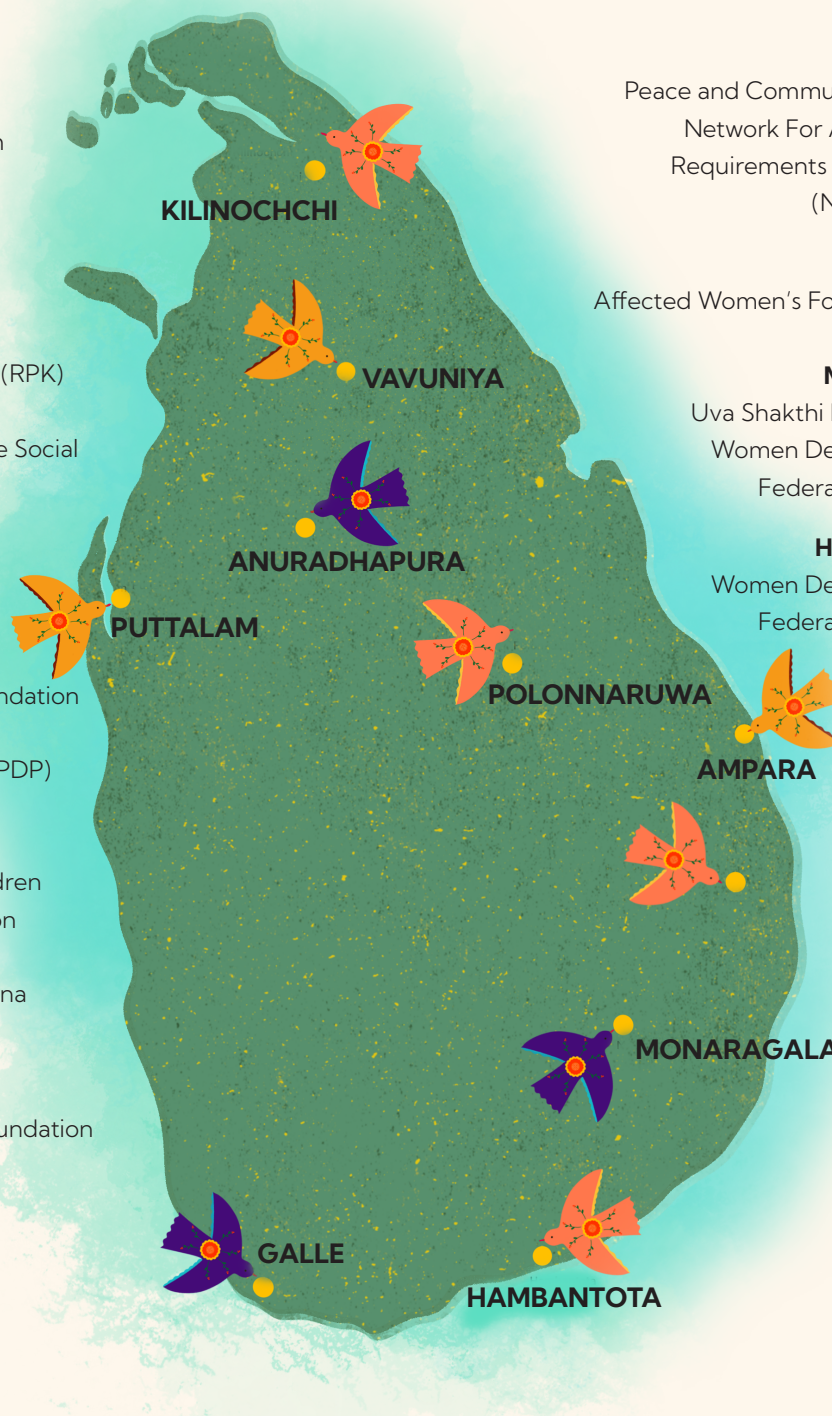 n
(RPK)
e Social
ndation
PDP)
dren
on
na
undation
KILINOCHCHI
VAVUNIYA
ANURADHAPURA
PUTTALAM
POLONNARUWA
AMPARA
MONARAGALA
GALLE
HAMBANTOTA
Peace and Commu
Network For A
Requirements
(N
Affected Women's Fo
M
Uva Shakthi
Women De
Federa
H
Women De
Federa